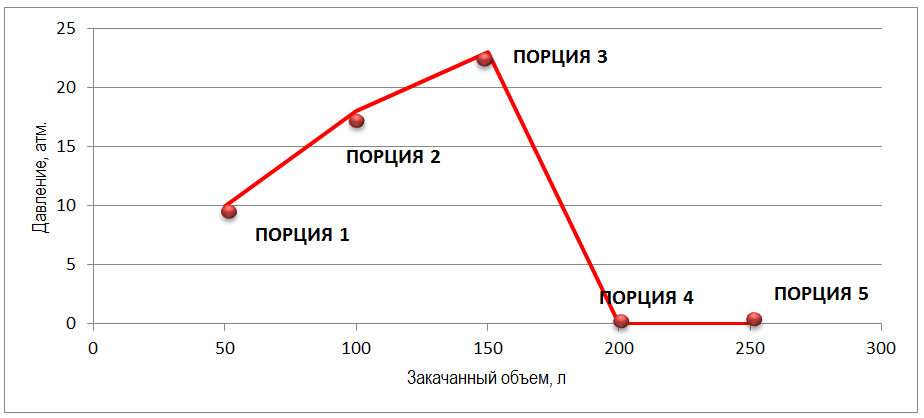 25
20
15
10
5
0
Давление, атм.
ПОРЦИЯ 3
ПОРЦИЯ 2
ПОРЦИЯ 1
ПОРЦИЯ 5
ПОРЦИЯ 4
0 50 100 150 200 250 300
Закачанный объем, л